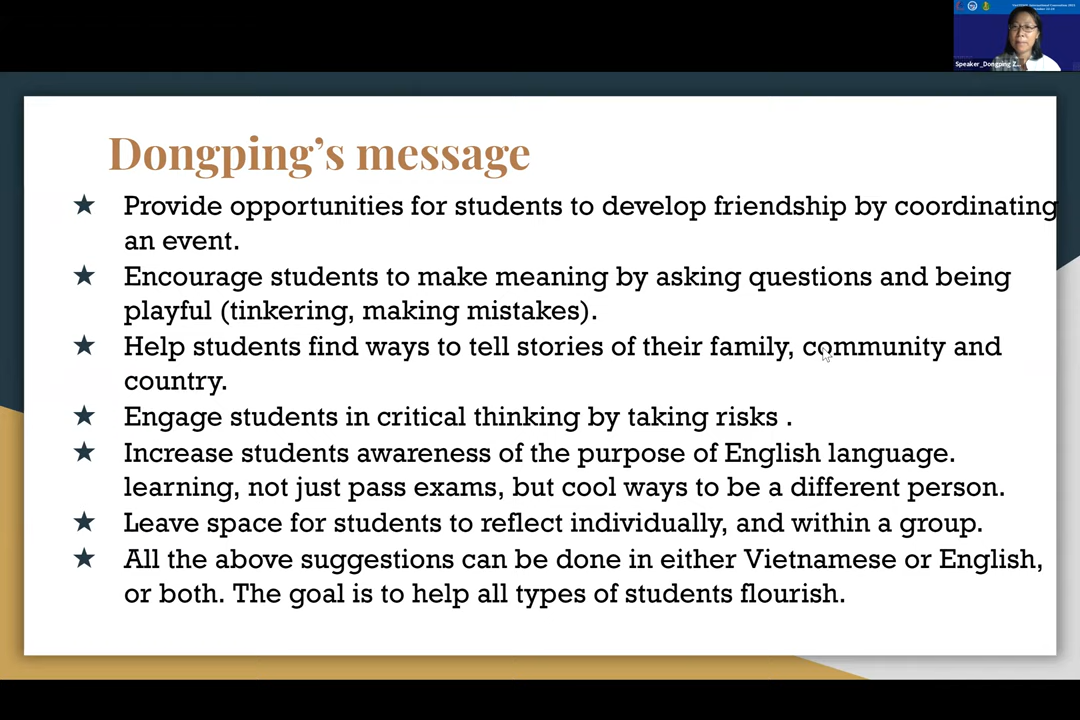 Speaker_Dongping Z...
Dongping's message
★ Provide opportunities for students to develop friendship by coordinating
an event.
★ Encourage students to make meaning by asking questions and being
playful (tinkering, making mistakes).
★ Help students find ways to tell stories of their family, community and
country.
★ Engage students in critical thinking by taking risks .
★ Increase students awareness of the purpose of English language.
learning, not just pass exams, but cool ways to be a different person.
★ Leave space for students to reflect individually, and within a group.
★ All the above suggestions can be done in either Vietnamese or English,
or both. The goal is to help all types of students flourish.